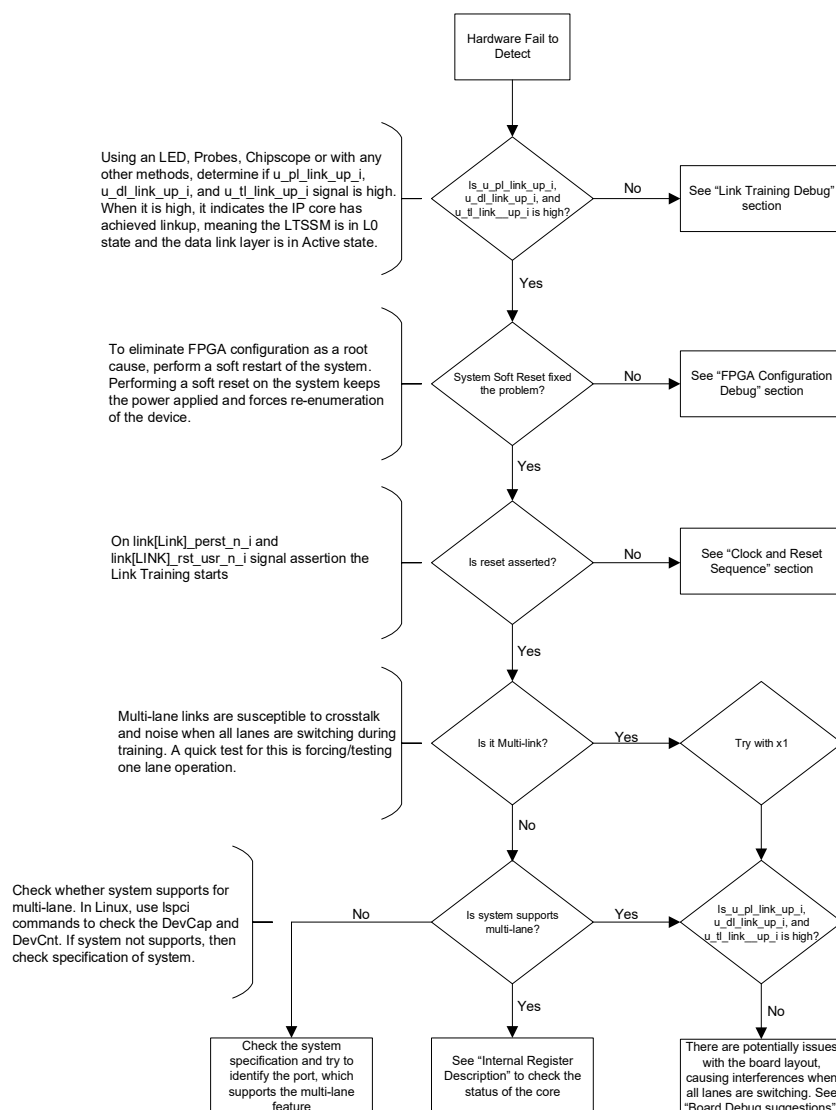 Hardware Fail to
Detect
Using an LED, Probes, Chipscope or with any
other methods, determine if u_pl_link_up_i,
u_dl_link_up_i, and u_tl_link_up_i signal is high.
When it is high, it indicates the IP core has
achieved linkup, meaning the LTSSM is in L0
state and the data link layer is in Active state.
Is_u_pl_link_up_i,
u_dl_link_up_i, and
u_tl_link__up_i is high?
No
See “Link Training Debug”
section
Yes
To eliminate FPGA configuration as a root
cause, perform a soft restart of the system.
Performing a soft reset on the system keeps
the power applied and forces re-enumeration
of the device.
System Soft Reset fixed
the problem?
No
See “FPGA Configuration
Debug” section
Yes
On link[Link]_perst_n_i and
link[LINK]_rst_usr_n_i signal assertion the
Link Training starts
Is reset asserted?
No
See “Clock and Reset
Sequence” section
Yes
Multi-lane links are susceptible to crosstalk
and noise when all lanes are switching during
training. A quick test for this is forcing/testing
one lane operation.
Is it Multi-link?
Yes
Try with x1
No
Check whether system supports for
multi-lane. In Linux, use lspci
commands to check the DevCap and
DevCnt. If system not supports, then
check specification of system.
No
Is system supports
multi-lane?
Yes
Is_u_pl_link_up_i,
u_dl_link_up_i, and
u_tl_link__up_i is high?
Yes
No
Check the system
specification and try to
identify the port, which
supports the multi-lane
feature
See “Internal Register
Description” to check the
status of the core
There are potentially issues
with the board layout,
causing interferences when
all lanes are switching. See
“Board Debug suggestions”